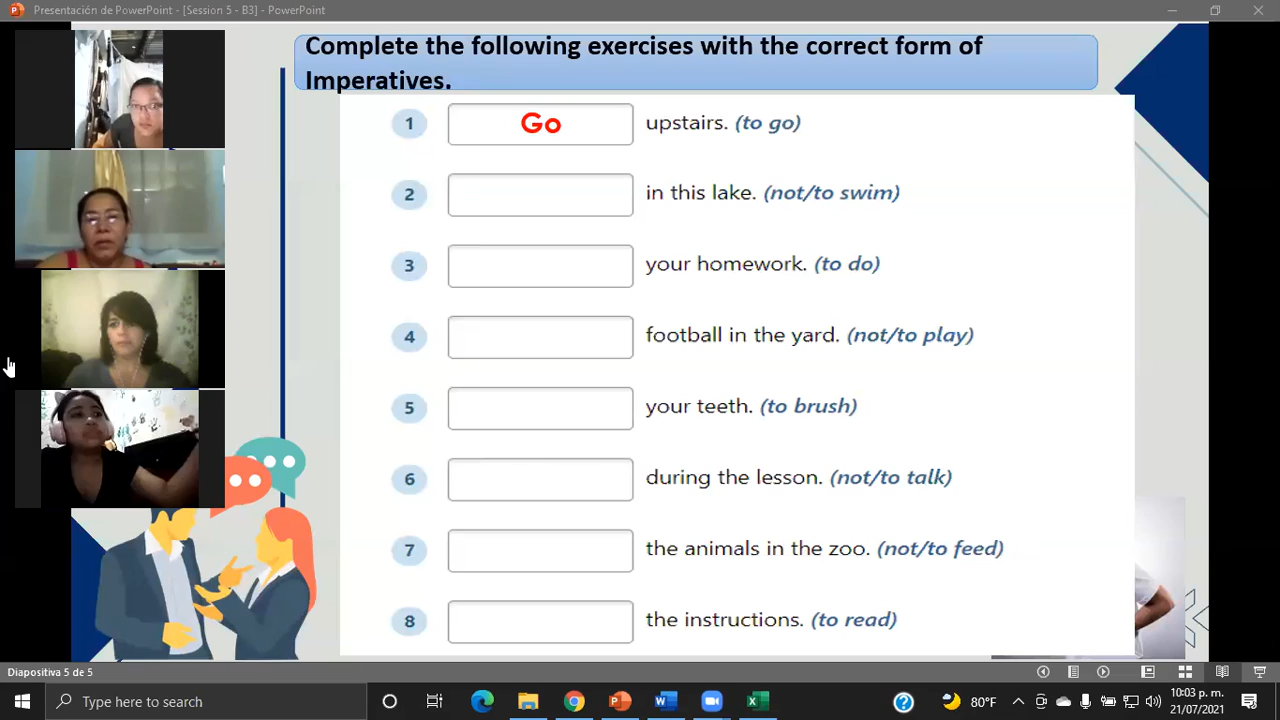 Presentación de PowerPoint - [Session 5 - B3] - PowerPoint
Complete the following exercises with the correct form of
Imperatives.
1 Go upstairs. (to go)
2 in this lake. (not/to swim)
3 your homework. (to do)
4 football in the yard. (not/to play)
5 your teeth. (to brush)
6 during the lesson. (not/to talk)
7 the animals in the zoo. (not/to feed)
8 the instructions. (to read)
Diapositiva 5 de 5
Type here to search
80°F
10:03 p. m.
21/07/2021